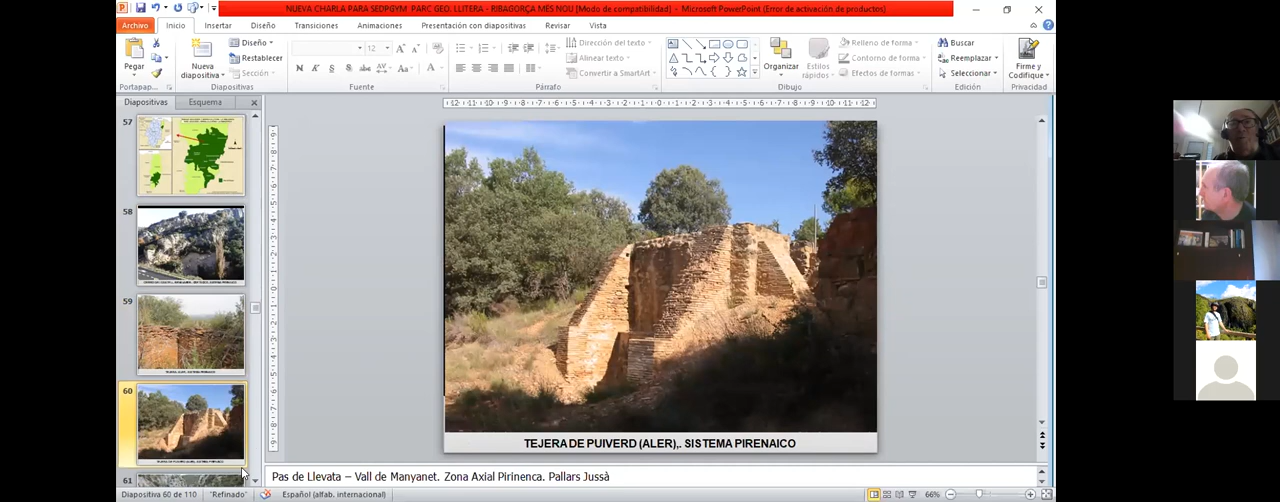 NUEVA CHARLA PARA SEDPGYM PARC GEO. LLITERA - RIBAGORÇA MÈS NOU [Modo de compatibilidad] - Microsoft PowerPoint (Error de activación de productos)
Archivo Inicio Insertar Diseño Transiciones Animaciones Presentación con diapositivas Revisar Vista
Pegar
Nueva diapositiva
Diseño
Restablecer
Sección
12
Dirección del texto
Alinear texto
Convertir a SmartArt
Organizar
Estilos rápidos
Relleno de forma
Contorno de forma
Efectos de formas
Buscar
Reemplazar
Seleccionar
Firme y Codifique
Portapap... Diapositivas Fuente Párrafo Dibujo Edición Privacidad
Diapositivas Esquema
57
58
59
60
61
TEJERA DE PUIVERD (ALER),. SISTEMA PIRENAICO
Pas de Llevata – Vall de Manyanet. Zona Axial Pirinenca. Pallars Jussà
Diapositiva 60 de 110 "Refinado" Español (alfab. internacional) 66%